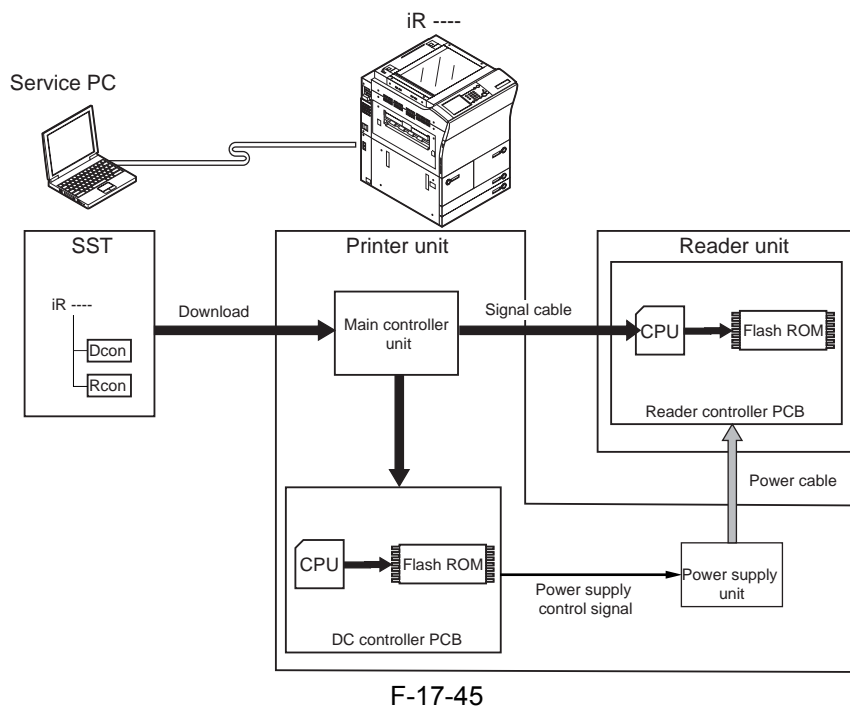 iR ----
Service PC
SST
Printer unit
Reader unit
iR ----
Download
Signal cable
Main controller
unit
CPU
Flash ROM
Dcon
Rcon
Reader controller PCB
Power cable
CPU
Flash ROM
Power supply
control signal
Power supply
unit
DC controller PCB
F-17-45